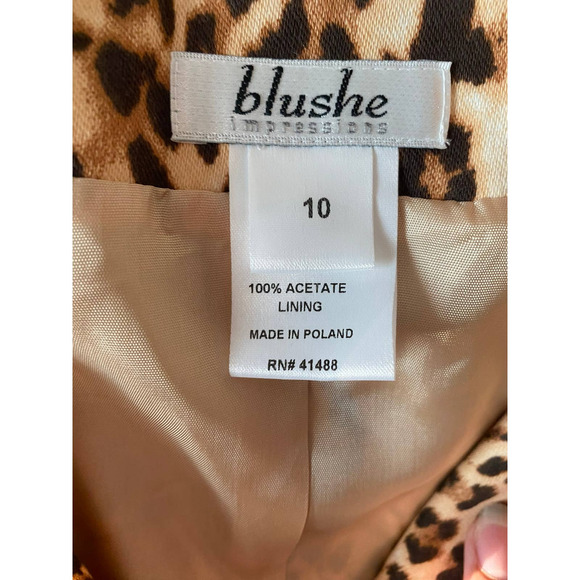 blushe
impressions
10
100% ACETATE
LINING
MADE IN POLAND
RN# 41488